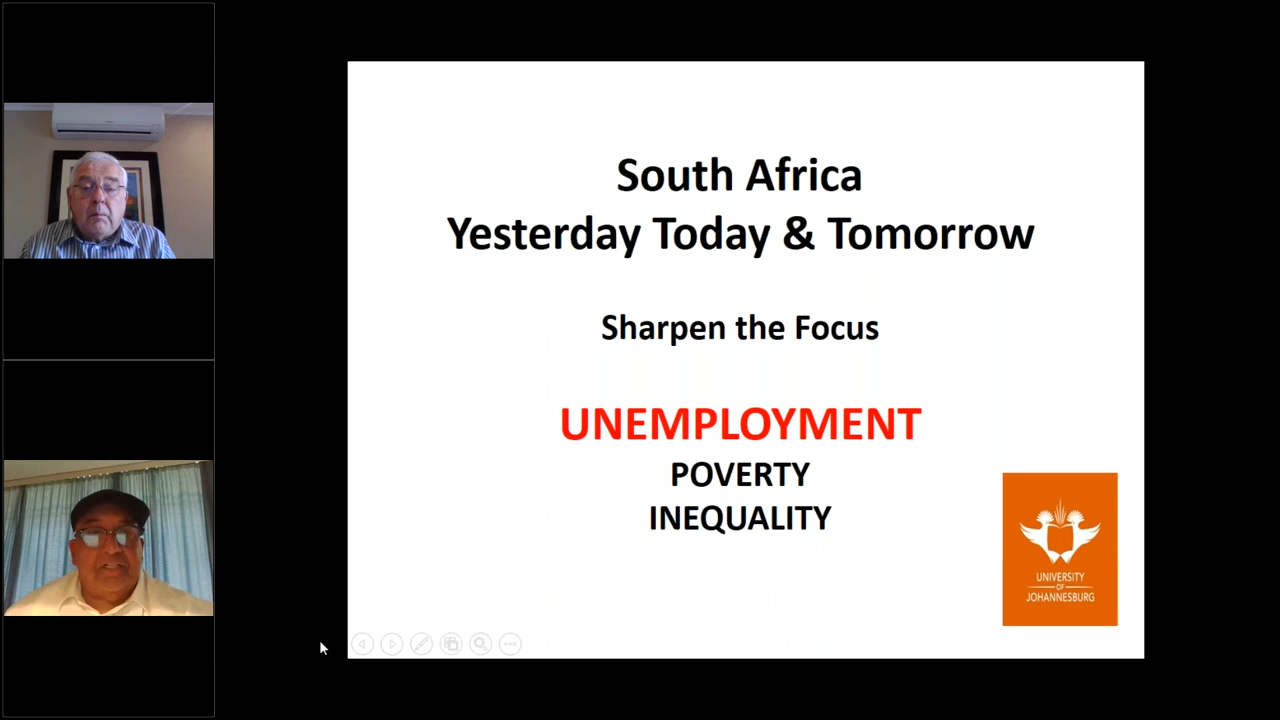 South Africa
Yesterday Today & Tomorrow
Sharpen the Focus
UNEMPLOYMENT
POVERTY
INEQUALITY
UNIVERSITY
OF
JOHANNESBURG